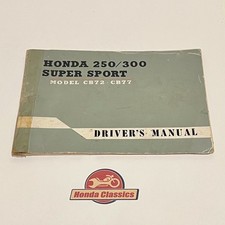 HONDA 250/300
SUPER SPORT
MODEL CB72 CB77
DRIVER'S MANUAL
Honda Classics